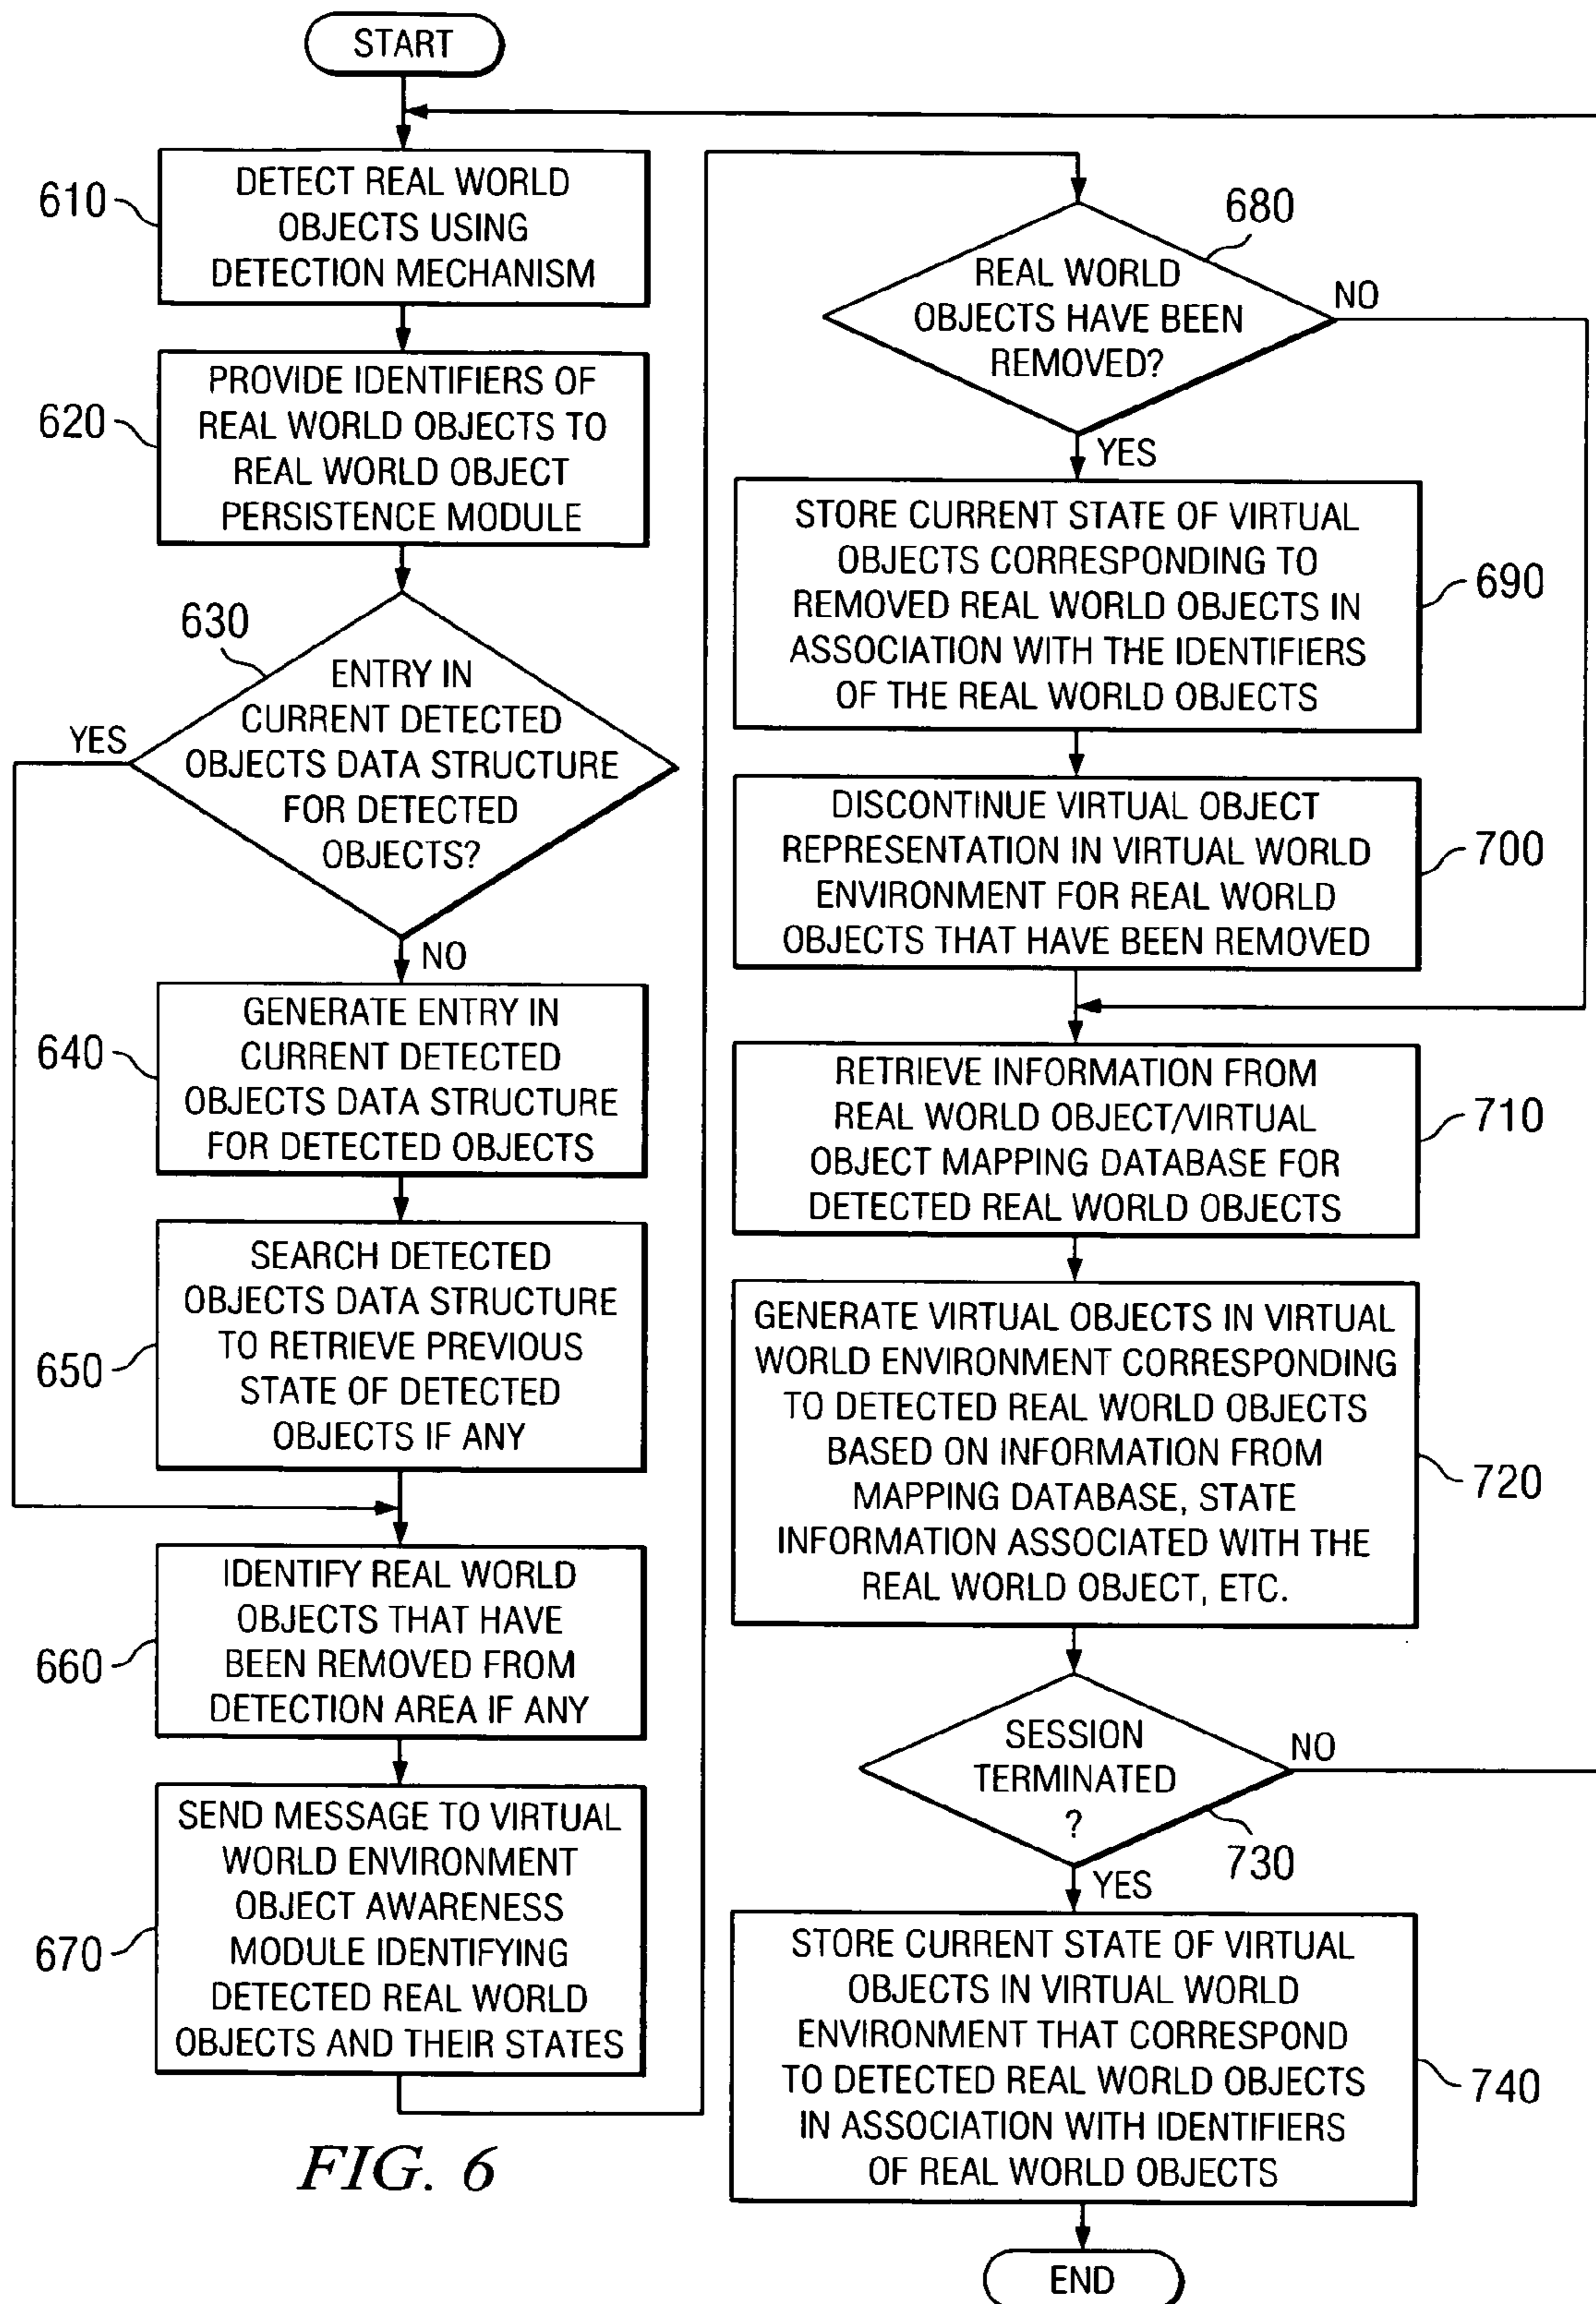 START
610
DETECT REAL WORLD
OBJECTS USING
DETECTION MECHANISM
620
PROVIDE IDENTIFIERS OF
REAL WORLD OBJECTS TO
REAL WORLD OBJECT
PERSISTENCE MODULE
630
ENTRY IN
CURRENT DETECTED
OBJECTS DATA STRUCTURE
FOR DETECTED
OBJECTS?
YES
NO
640
GENERATE ENTRY IN
CURRENT DETECTED
OBJECTS DATA STRUCTURE
FOR DETECTED OBJECTS
650
SEARCH DETECTED
OBJECTS DATA STRUCTURE
TO RETRIEVE PREVIOUS
STATE OF DETECTED
OBJECTS IF ANY
660
IDENTIFY REAL WORLD
OBJECTS THAT HAVE
BEEN REMOVED FROM
DETECTION AREA IF ANY
670
SEND MESSAGE TO VIRTUAL
WORLD ENVIRONMENT
OBJECT AWARENESS
MODULE IDENTIFYING
DETECTED REAL WORLD
OBJECTS AND THEIR STATES
FIG. 6
680
REAL WORLD
OBJECTS HAVE BEEN
REMOVED?
NO
YES
STORE CURRENT STATE OF VIRTUAL
OBJECTS CORRESPONDING TO
REMOVED REAL WORLD OBJECTS IN
ASSOCIATION WITH THE IDENTIFIERS
OF THE REAL WORLD OBJECTS
690
DISCONTINUE VIRTUAL OBJECT
REPRESENTATION IN VIRTUAL WORLD
ENVIRONMENT FOR REAL WORLD
OBJECTS THAT HAVE BEEN REMOVED
700
RETRIEVE INFORMATION FROM
REAL WORLD OBJECT/VIRTUAL
OBJECT MAPPING DATABASE FOR
DETECTED REAL WORLD OBJECTS
710
GENERATE VIRTUAL OBJECTS IN VIRTUAL
WORLD ENVIRONMENT CORRESPONDING
TO DETECTED REAL WORLD OBJECTS
BASED ON INFORMATION FROM
MAPPING DATABASE, STATE
INFORMATION ASSOCIATED WITH THE
REAL WORLD OBJECT, ETC.
720
SESSION
TERMINATED
?
NO
730
YES
STORE CURRENT STATE OF VIRTUAL
OBJECTS IN VIRTUAL WORLD
ENVIRONMENT THAT CORRESPOND
TO DETECTED REAL WORLD OBJECTS
IN ASSOCIATION WITH IDENTIFIERS
OF REAL WORLD OBJECTS
740
END